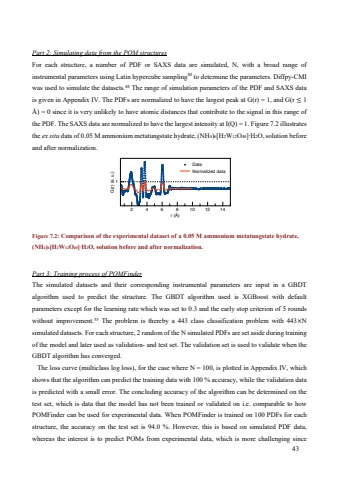 Part 2: Simulating data from the POM structures
For each structure, a number of PDF or SAXS data are simulated, N, with a broad range of
instrumental parameters using Latin hypercube sampling to determine the parameters. Diffpy-CMI
was used to simulate the datasets. The range of simulation parameters of the PDF and SAXS data
is given in Appendix IV. The PDFs are normalized to have the largest peak at G(r) = 1, and G(r ≤ 1
Å) = 0 since it is very unlikely to have atomic distances that contribute to the signal in this range of
the PDF. The SAXS data are normalized to have the largest intensity at I(Q) = 1. Figure 7.2 illustrates
the ex situ data of 0.05 M ammonium metatungstate hydrate, (NH₄)₆[H₂W₁₂O₄₀]·H₂O, solution before
and after normalization.
Data
Normalized data
G(r) (a. u.)
1
2 4 6 8 10 12 14
r (Å)
Figure 7.2: Comparison of the experimental dataset of a 0.05 M ammonium metatungstate hydrate,
(NH₄)₆[H₂W₁₂O₄₀]·H₂O, solution before and after normalization.
Part 3: Training process of POMFinder
The simulated datasets and their corresponding instrumental parameters are input in a GBDT
algorithm used to predict the structure. The GBDT algorithm used is XGBoost with default
parameters except for the learning rate which was set to 0.3 and the early stop criterion of 5 rounds
without improvement. The problem is thereby a 443 class classification problem with 443×N
simulated datasets. For each structure, 2 random of the N simulated PDFs are set aside during training
of the model and later used as validation- and test set. The validation set is used to validate when the
GBDT algorithm has converged.
The loss curve (multiclass log loss), for the case where N = 100, is plotted in Appendix IV, which
shows that the algorithm can predict the training data with 100 % accuracy, while the validation data
is predicted with a small error. The concluding accuracy of the algorithm can be determined on the
test set, which is data that the model has not been trained or validated on i.e. comparable to how
POMFinder can be used for experimental data. When POMFinder is trained on 100 PDFs for each
structure, the accuracy on the test set is 94.0 %. However, this is based on simulated PDF data,
whereas the interest is to predict POMs from experimental data, which is more challenging since
43